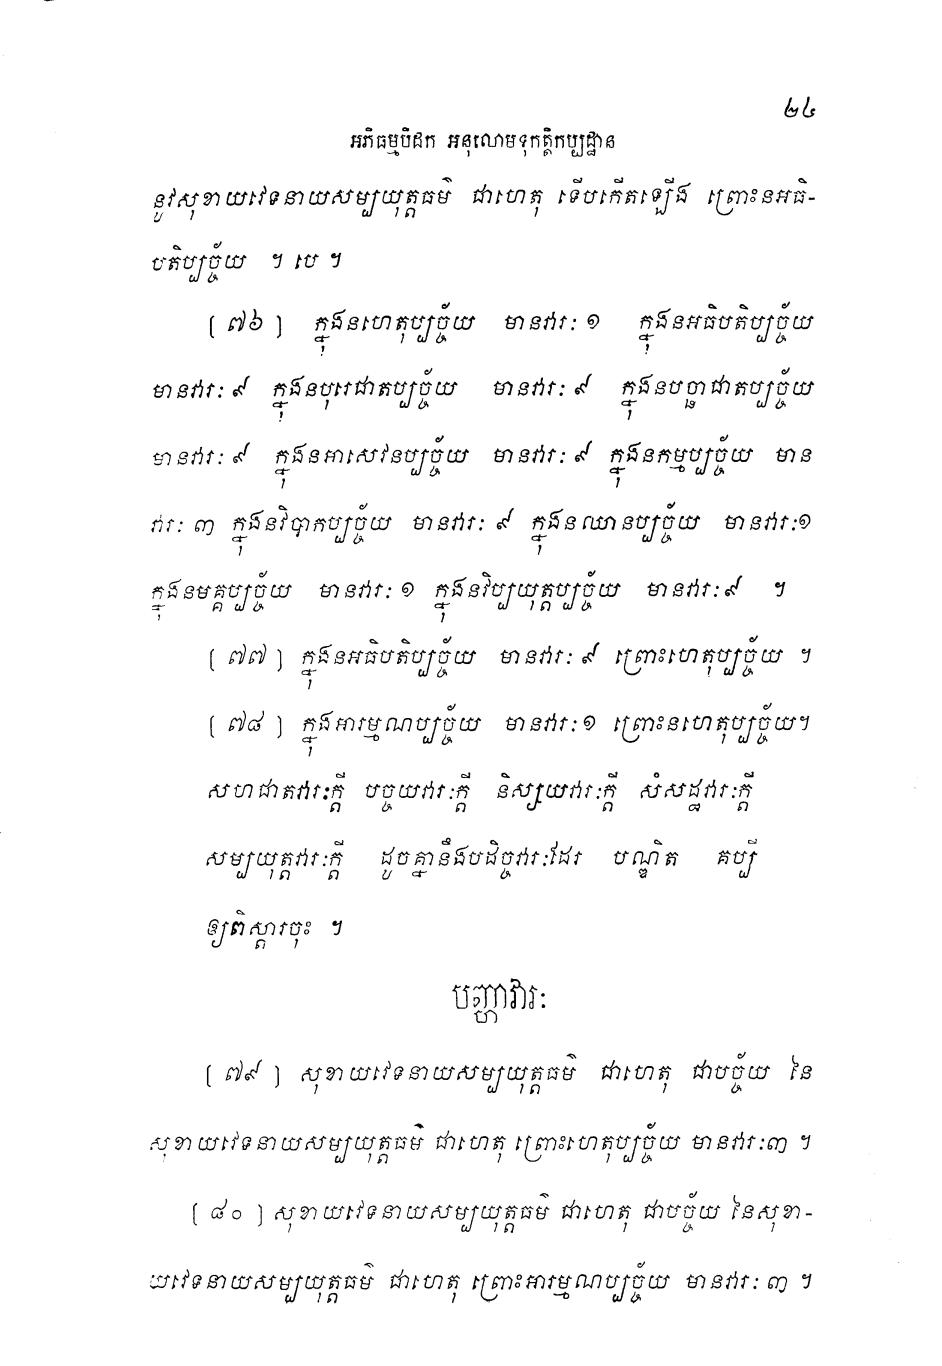 ២៤
អភិធម្មបិដក អនុលោមទុកត្តិកប្បដ្ឋាន
នូវសុខាយវេទនាយសម្បយុត្តធម៌ ជាហេតុ ទើបកើតឡើង ព្រោះនអធិ-
បតិប្បច្ច័យ ។ បេ ។
(៧៦) ក្នុងនហេតុប្បច្ច័យ មានវារៈ ១ ក្នុងនអធិបតិប្បច្ច័យ
មានវារៈ ៩ ក្នុងនបុរេជាតប្បច្ច័យ មានវារៈ ៩ ក្នុងនបច្ឆាជាតប្បច្ច័យ
មានវារៈ ៩ ក្នុងនអាសេវនប្បច្ច័យ មានវារៈ ៩ ក្នុងនកម្មប្បច្ច័យ មាន
វារៈ ៣ ក្នុងនវិបាកប្បច្ច័យ មានវារៈ ៩ ក្នុងនឈានប្បច្ច័យ មានវារៈ១
ក្នុងនមគ្គប្បច្ច័យ មានវារៈ ១ ក្នុងនវិប្បយុត្តប្បច្ច័យ មានវារៈ៩ ។
(៧៧) ក្នុងនអធិបតិប្បច្ច័យ មានវារៈ ៩ ព្រោះហេតុប្បច្ច័យ ។
(៧៨) ក្នុងអារម្មណប្បច្ច័យ មានវារៈ១ ព្រោះនហេតុប្បច្ច័យ។
សហជាតវារៈក្តី បច្ចយវារៈក្តី និស្សយវារៈក្តី សំសដ្ឋវារៈក្តី
សម្បយុត្តវារៈក្តី ដូចគ្នានឹងបដិច្ចវារៈដែរ បណ្ឌិត គប្បី
ឲ្យពិស្តារចុះ ។
បញ្ហាវារៈ
(៧៩) សុខាយវេទនាយសម្បយុត្តធម៌ ជាហេតុ ជាបច្ច័យ នៃ
សុខាយវេទនាយសម្បយុត្តធម៌ ជាហេតុ ព្រោះហេតុប្បច្ច័យ មានវារៈ៣ ។
(៨០) សុខាយវេទនាយសម្បយុត្តធម៌ ជាហេតុ ជាបច្ច័យ នៃសុខា-
យវេទនាយសម្បយុត្តធម៌ ជាហេតុ ព្រោះអារម្មណប្បច្ច័យ មានវារៈ ៣ ។